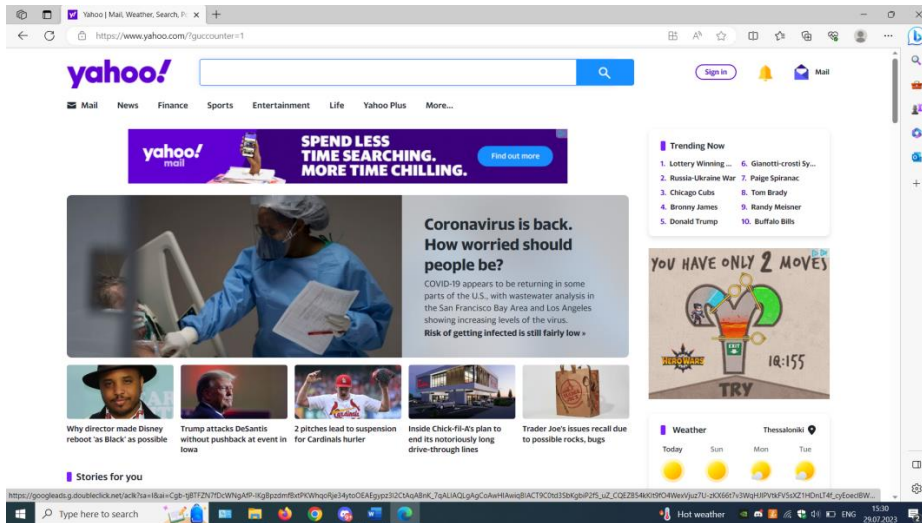 Yahoo | Mail, Weather, Search, Po
https://www.yahoo.com/?guccounter=1
yahoo!
Sign in
Mail
Mail News Finance Sports Entertainment Life Yahoo Plus More...
yahoo!
mail
SPEND LESS
TIME SEARCHING.
MORE TIME CHILLING.
Find out more
Trending Now
1. Lottery Winning ... 6. Gianotti-crosti Sy...
2. Russia-Ukraine War 7. Paige Spiranac
3. Chicago Cubs 8. Tom Brady
4. Bronny James 9. Randy Meisner
5. Donald Trump 10. Buffalo Bills
Coronavirus is back.
How worried should
people be?
COVID-19 appears to be returning in some
parts of the U.S., with wastewater analysis in
the San Francisco Bay Area and Los Angeles
showing increasing levels of the virus.
Risk of getting infected is still fairly low »
YOU HAVE ONLY 2 MOVES
EXIT
HERO WARS
IQ:155
TRY
Cardinals
Why director made Disney
reboot 'as Black' as possible
Trump attacks DeSantis
without pushback at event in
Iowa
2 pitches lead to suspension
for Cardinals hurler
Inside Chick-fil-A's plan to
end its notoriously long
drive-through lines
Trader Joe's issues recall due
to possible rocks, bugs
Weather Thessaloniki
Today Sun Mon Tue
Stories for you
Type here to search
Hot weather
ENG
15:30
29.07.2023